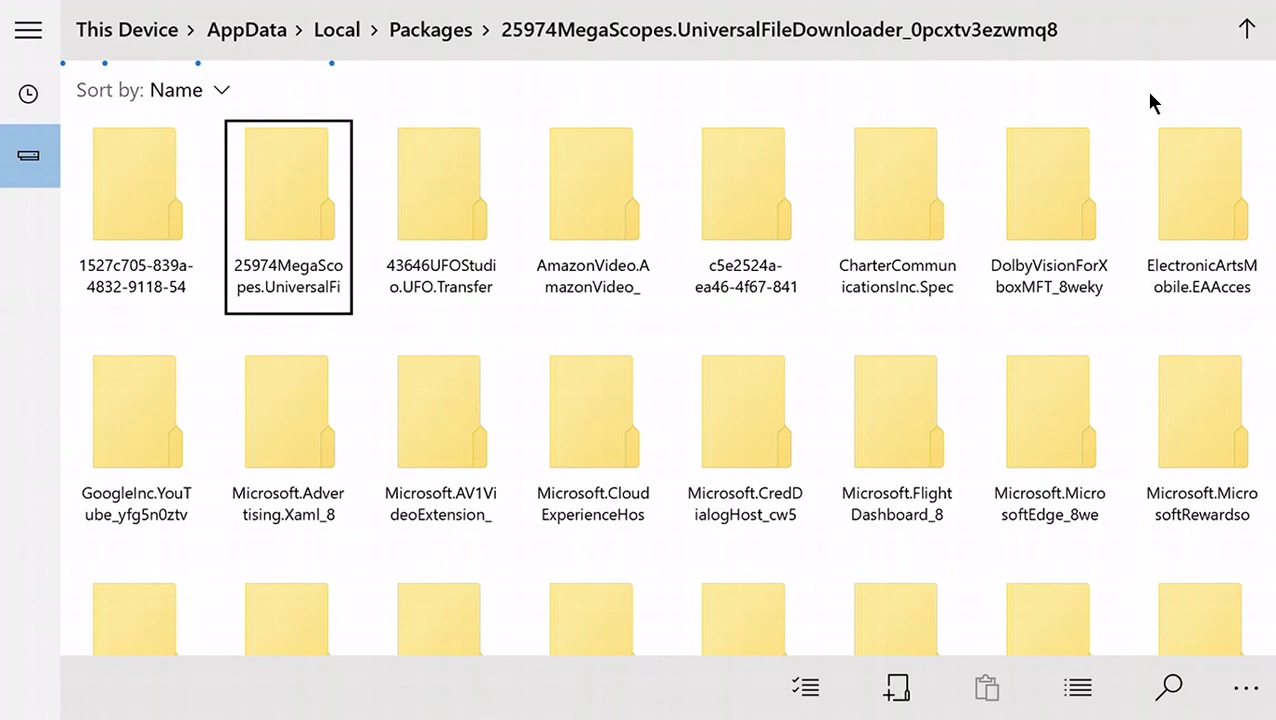 This Device > AppData > Local > Packages > 25974MegaScopes.UniversalFileDownloader_0pcxtv3ezwmq8
Sort by: Name
1527c705-839a-
4832-9118-54
25974MegaSco
pes.UniversalFi
43646UFOStudi
o.UFO.Transfer
AmazonVideo.A
mazonVideo_
c5e2524a-
ea46-4f67-841
CharterCommun
icationsInc.Spec
DolbyVisionForX
boxMFT_8weky
ElectronicArtsM
obile.EAAcces
GoogleInc.YouT
ube_yfg5n0ztv
Microsoft.Adver
tising.Xaml_8
Microsoft.AV1Vi
deoExtension_
Microsoft.Cloud
ExperienceHos
Microsoft.CredD
ialogHost_cw5
Microsoft.Flight
Dashboard_8
Microsoft.Micro
softEdge_8we
Microsoft.Micro
softRewardso